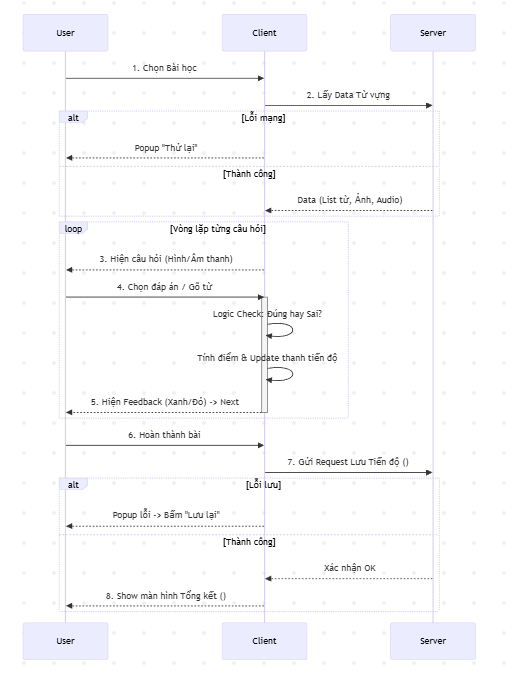 User
Client
Server
1. Chọn Bài học
2. Lấy Data Từ vựng
alt
[Lỗi mạng]
Popup "Thử lại"
[Thành công]
Data (List từ, Ảnh, Audio)
loop
[Vòng lặp từng câu hỏi]
3. Hiện câu hỏi (Hình/Âm thanh)
4. Chọn đáp án / Gõ từ
Logic Check: Đúng hay Sai?
Tính điểm & Update thanh tiến độ
5. Hiện Feedback (Xanh/Đỏ) -> Next
6. Hoàn thành bài
7. Gửi Request Lưu Tiến độ ()
alt
[Lỗi lưu]
Popup lỗi -> Bấm "Lưu lại"
[Thành công]
Xác nhận OK
8. Show màn hình Tổng kết ()
User
Client
Server